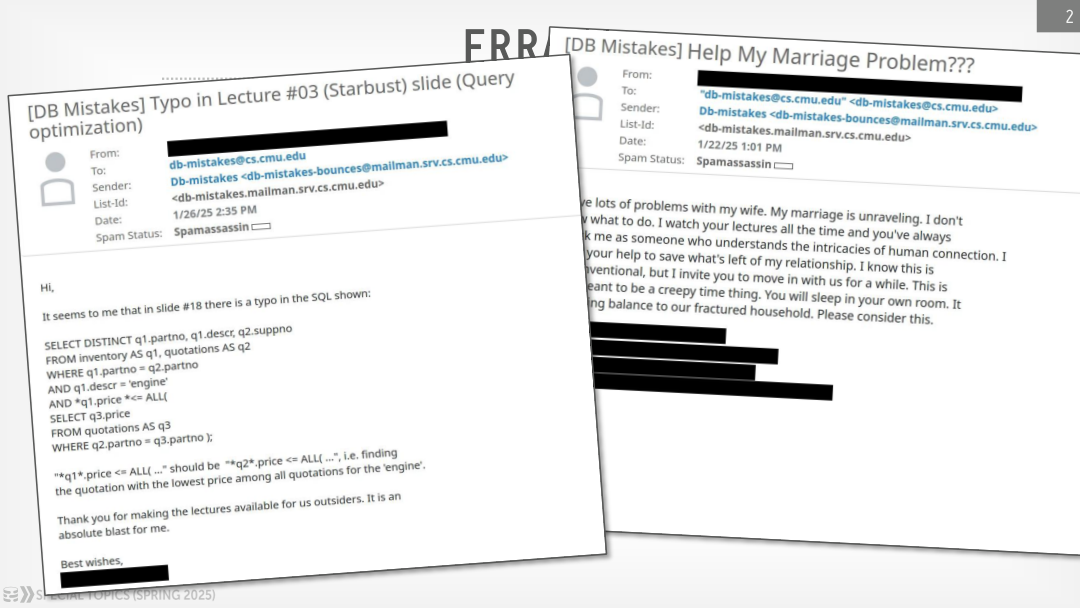 2
ERRA
[DB Mistakes] Typo in Lecture #03 (Starbust) slide (Query
optimization)
From:
To: db-mistakes@cs.cmu.edu
Sender: Db-mistakes <db-mistakes-bounces@mailman.srv.cs.cmu.edu>
List-Id: <db-mistakes.mailman.srv.cs.cmu.edu>
Date: 1/26/25 2:35 PM
Spam Status: Spamassassin
Hi,
It seems to me that in slide #18 there is a typo in the SQL shown:
SELECT DISTINCT q1.partno, q1.descr, q2.suppno
FROM inventory AS q1, quotations AS q2
WHERE q1.partno = q2.partno
AND q1.descr = 'engine'
AND *q1.price *<= ALL(
SELECT q3.price
FROM quotations AS q3
WHERE q2.partno = q3.partno );
"*q1*.price <= ALL( ..." should be "*q2*.price <= ALL( ...", i.e. finding
the quotation with the lowest price among all quotations for the 'engine'.
Thank you for making the lectures available for us outsiders. It is an
absolute blast for me.
Best wishes,
[DB Mistakes] Help My Marriage Problem???
From:
To: "db-mistakes@cs.cmu.edu" <db-mistakes@cs.cmu.edu>
Sender: Db-mistakes <db-mistakes-bounces@mailman.srv.cs.cmu.edu>
List-Id: <db-mistakes.mailman.srv.cs.cmu.edu>
Date: 1/22/25 1:01 PM
Spam Status: Spamassassin
ve lots of problems with my wife. My marriage is unraveling. I don't
what to do. I watch your lectures all the time and you've always
k me as someone who understands the intricacies of human connection. I
your help to save what's left of my relationship. I know this is
nventional, but I invite you to move in with us for a while. This is
eant to be a creepy time thing. You will sleep in your own room. It
ng balance to our fractured household. Please consider this.
SPECIAL TOPICS (SPRING 2025)